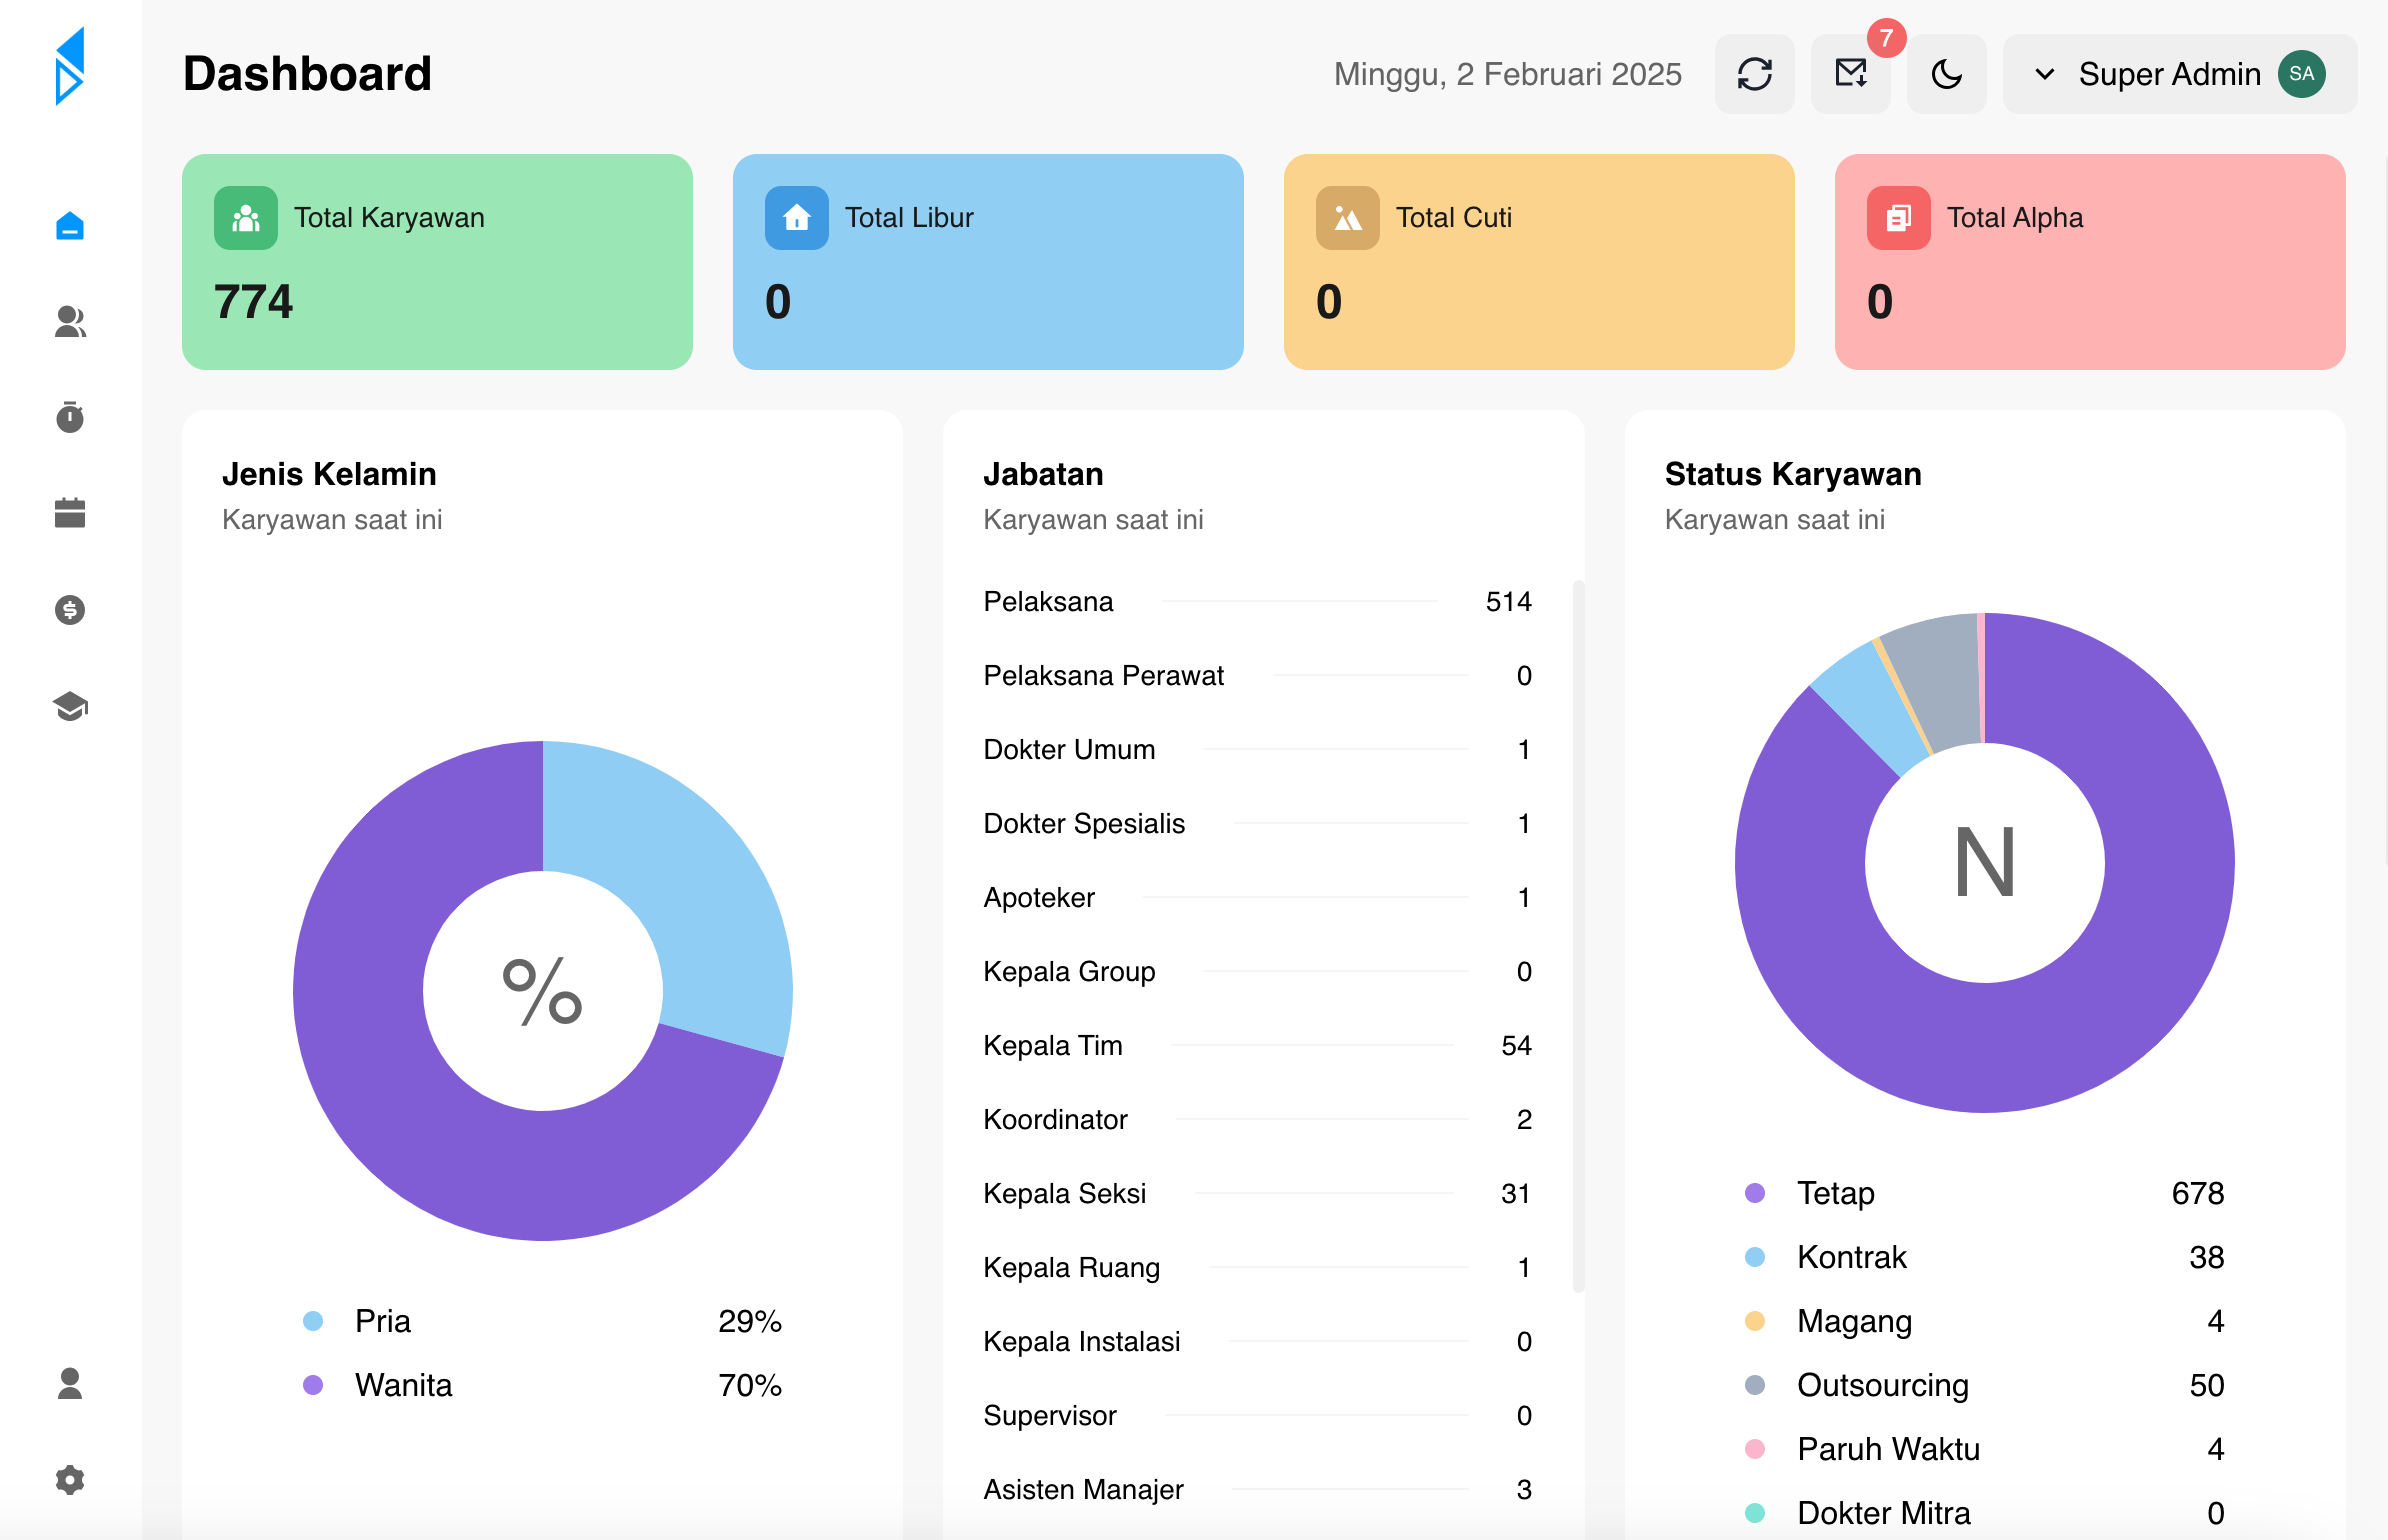 Dashboard
Minggu, 2 Februari 2025
7
Super Admin
SA
Total Karyawan
774
Total Libur
0
Total Cuti
0
Total Alpha
0
Jenis Kelamin
Karyawan saat ini
%
Pria 29%
Wanita 70%
Jabatan
Karyawan saat ini
Pelaksana 514
Pelaksana Perawat 0
Dokter Umum 1
Dokter Spesialis 1
Apoteker 1
Kepala Group 0
Kepala Tim 54
Koordinator 2
Kepala Seksi 31
Kepala Ruang 1
Kepala Instalasi 0
Supervisor 0
Asisten Manajer 3
Status Karyawan
Karyawan saat ini
N
Tetap 678
Kontrak 38
Magang 4
Outsourcing 50
Paruh Waktu 4
Dokter Mitra 0